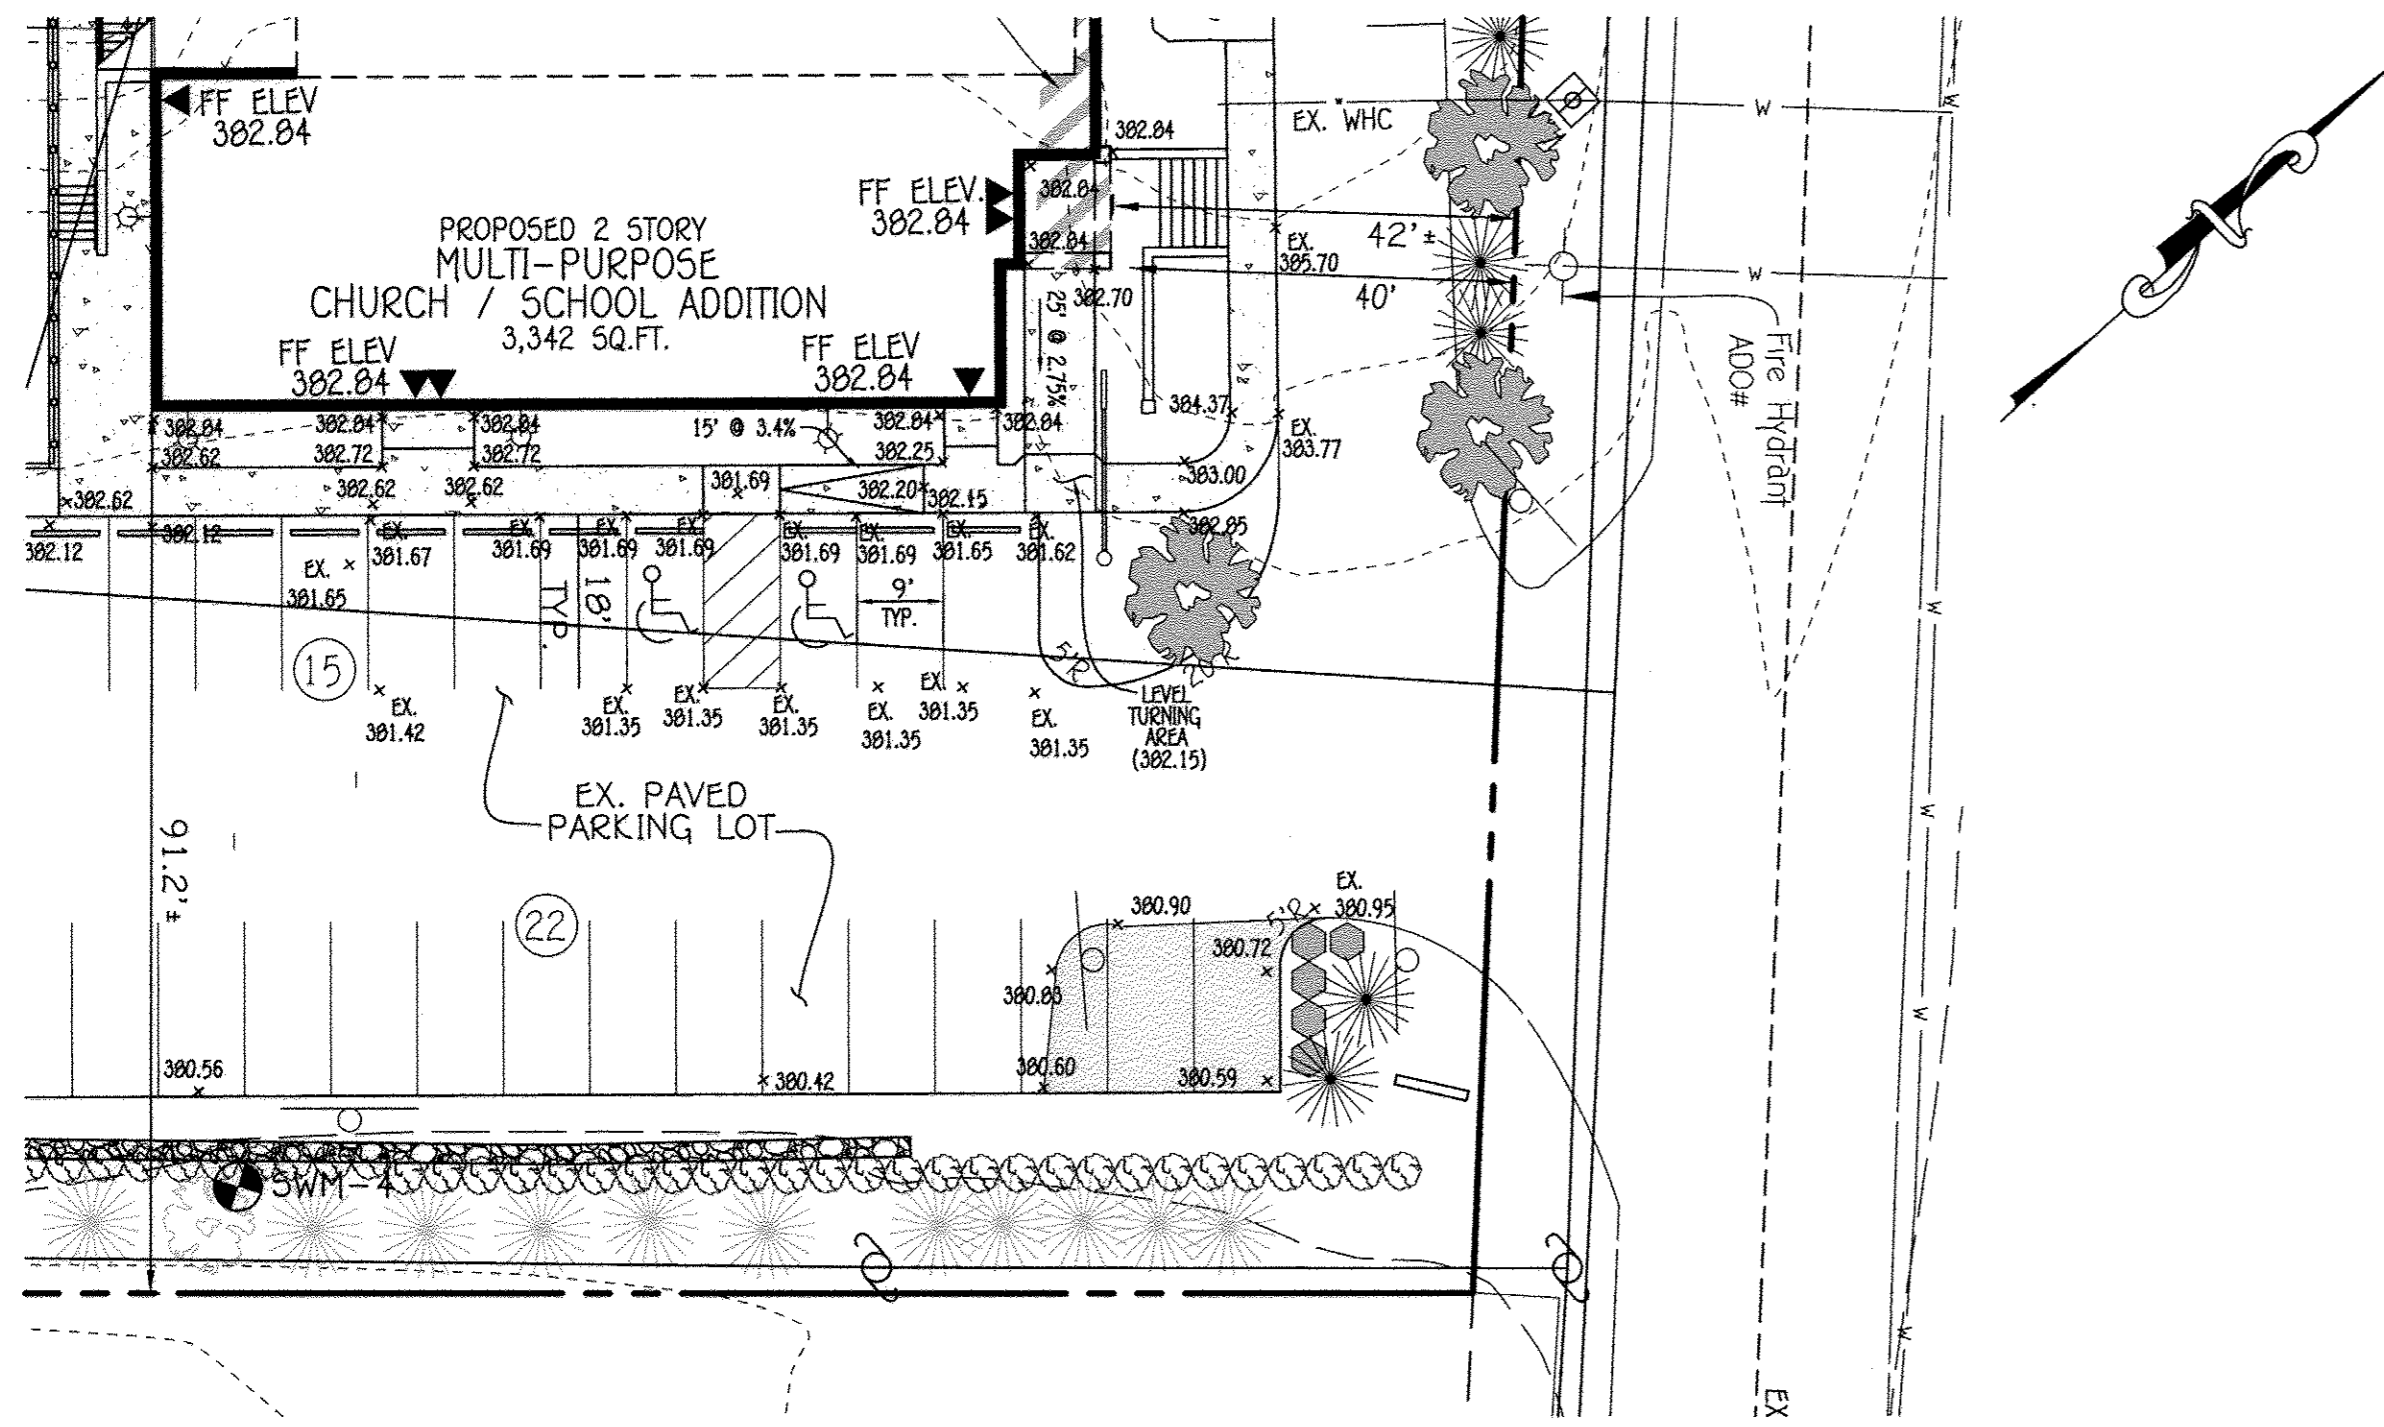 FF ELEV
382.84
382.84
EX. WHC
W
W
FF ELEV.
382.84
382.84
PROPOSED 2 STORY
MULTI-PURPOSE
CHURCH / SCHOOL ADDITION
3,342 SQ.FT.
382.84
42'±
EX.
385.70
W
382.70
40'
25' @ 2.75%
Fire Hydrant
ADO#
FF ELEV
382.84
FF ELEV
382.84
384.37
382.84
382.84
382.84
15' @ 3.4%
382.84
382.84
EX.
383.77
382.62
382.72
382.72
382.25
383.00
382.62
382.62
382.62
381.69
382.20
382.15
382.85
382.12
382.12
EX.
381.67
EX.
381.69
EX.
381.69
EX.
381.69
EX.
381.69
EX.
381.69
EX.
381.65
EX.
381.62
EX.
381.65
18'
TYP.
9'
TYP.
W
15
5'R
EX.
381.42
EX.
381.35
EX.
381.35
EX.
381.35
EX.
381.35
EX.
381.35
EX.
381.35
LEVEL
TURNING
AREA
(382.15)
EX. PAVED
PARKING LOT
W
91.2'±
22
380.90
5'R
EX.
380.95
380.72
380.83
W
380.56
380.42
380.60
380.59
SWM-4
W
EX